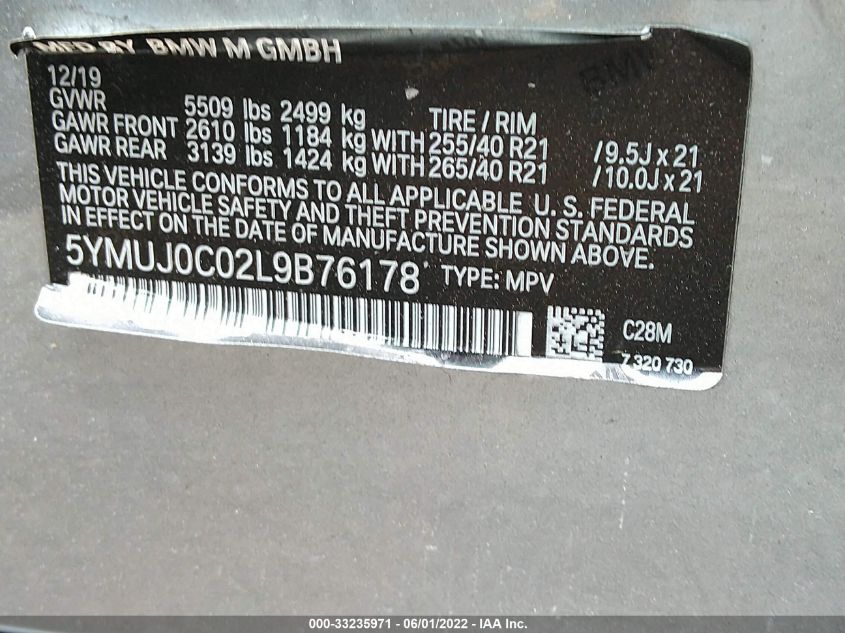 MFD BY BMW M GMBH
12/19
GVWR 5509 lbs 2499 kg TIRE / RIM
GAWR FRONT 2610 lbs 1184 kg WITH 255/40 R21 /9.5J x 21
GAWR REAR 3139 lbs 1424 kg WITH 265/40 R21 /10.0J x 21
THIS VEHICLE CONFORMS TO ALL APPLICABLE U. S. FEDERAL
MOTOR VEHICLE SAFETY AND THEFT PREVENTION STANDARDS
IN EFFECT ON THE DATE OF MANUFACTURE SHOWN ABOVE.
5YMUJ0C02L9B76178 TYPE: MPV
C28M
7 320 730
000-33235971 - 06/01/2022 - IAA Inc.